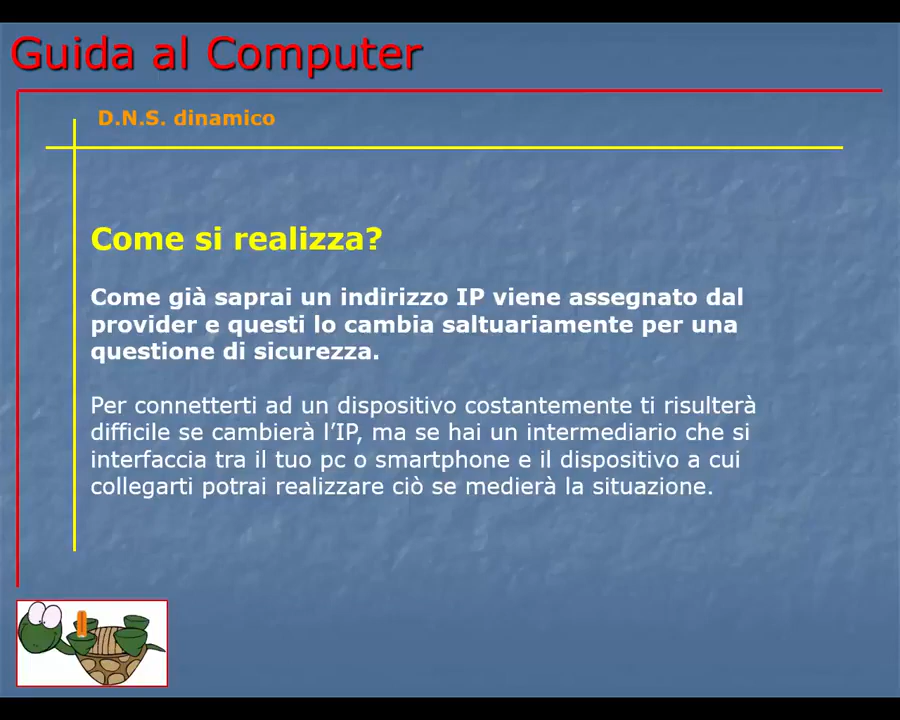 Guida al Computer
D.N.S. dinamico
Come si realizza?
Come già saprai un indirizzo IP viene assegnato dal
provider e questi lo cambia saltuariamente per una
questione di sicurezza.
Per connetterti ad un dispositivo costantemente ti risulterà
difficile se cambierà l’IP, ma se hai un intermediario che si
interfaccia tra il tuo pc o smartphone e il dispositivo a cui
collegarti potrai realizzare ciò se medierà la situazione.